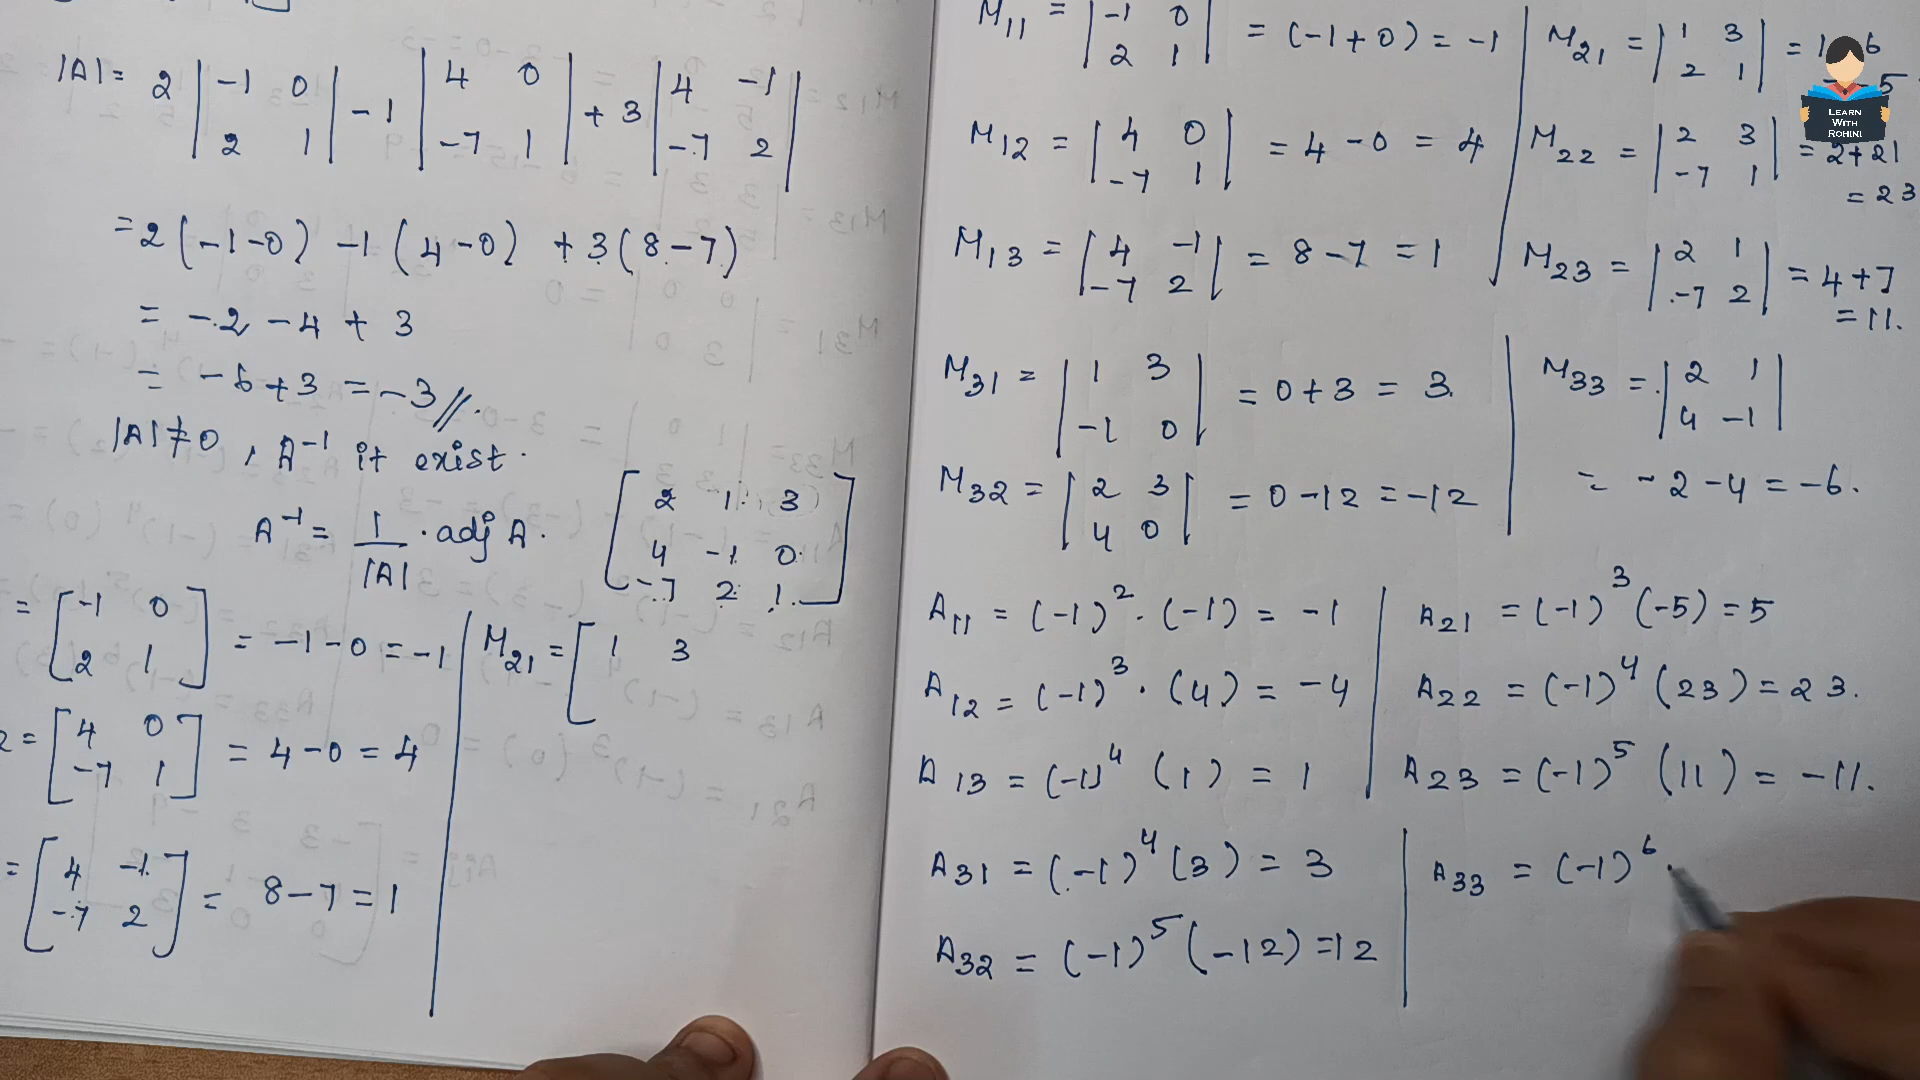 |A| = 2 | -1 0 | - 1 | 4 0 | + 3 | 4 -1 |
| 2 1 | | -7 1 | | -7 2 |
= 2 (-1-0) -1 (4-0) + 3 (8-7)
= -2 - 4 + 3
= -6 + 3 = -3 //.
|A| ≠ 0 , A⁻¹ it exist.
A⁻¹ = 1/|A| . adj A.
[ 2 1 3
4 -1 0
-7 2 1 ]
= [ -1 0
2 1 ] = -1 - 0 = -1
2 = [ 4 0
-7 1 ] = 4 - 0 = 4
= [ 4 -1
-7 2 ] = 8 - 7 = 1
M21 = [ 1 3
M11 = | -1 0 | = (-1+0) = -1
| 2 1 |
M12 = | 4 0 | = 4 - 0 = 4
| -7 1 |
M13 = | 4 -1 | = 8 - 7 = 1
| -7 2 |
M21 = | 1 3 | = 1 6
| 2 1 | 5
M22 = | 2 3 | = 2+21
| -7 1 | = 23
M23 = | 2 1 | = 4+7
| -7 2 | = 11.
M31 = | 1 3 | = 0 + 3 = 3
| -1 0 |
M32 = | 2 3 | = 0 - 12 = -12
| 4 0 |
M33 = | 2 1 |
| 4 -1 |
= -2 - 4 = -6.
A11 = (-1)² . (-1) = -1
A12 = (-1)³ . (4) = -4
A13 = (-1)⁴ (1) = 1
A21 = (-1)³ (-5) = 5
A22 = (-1)⁴ (23) = 23.
A23 = (-1)⁵ (11) = -11.
A31 = (-1)⁴ (3) = 3
A32 = (-1)⁵ (-12) = 12
A33 = (-1)⁶ .
LEARN
WITH
ROHINI